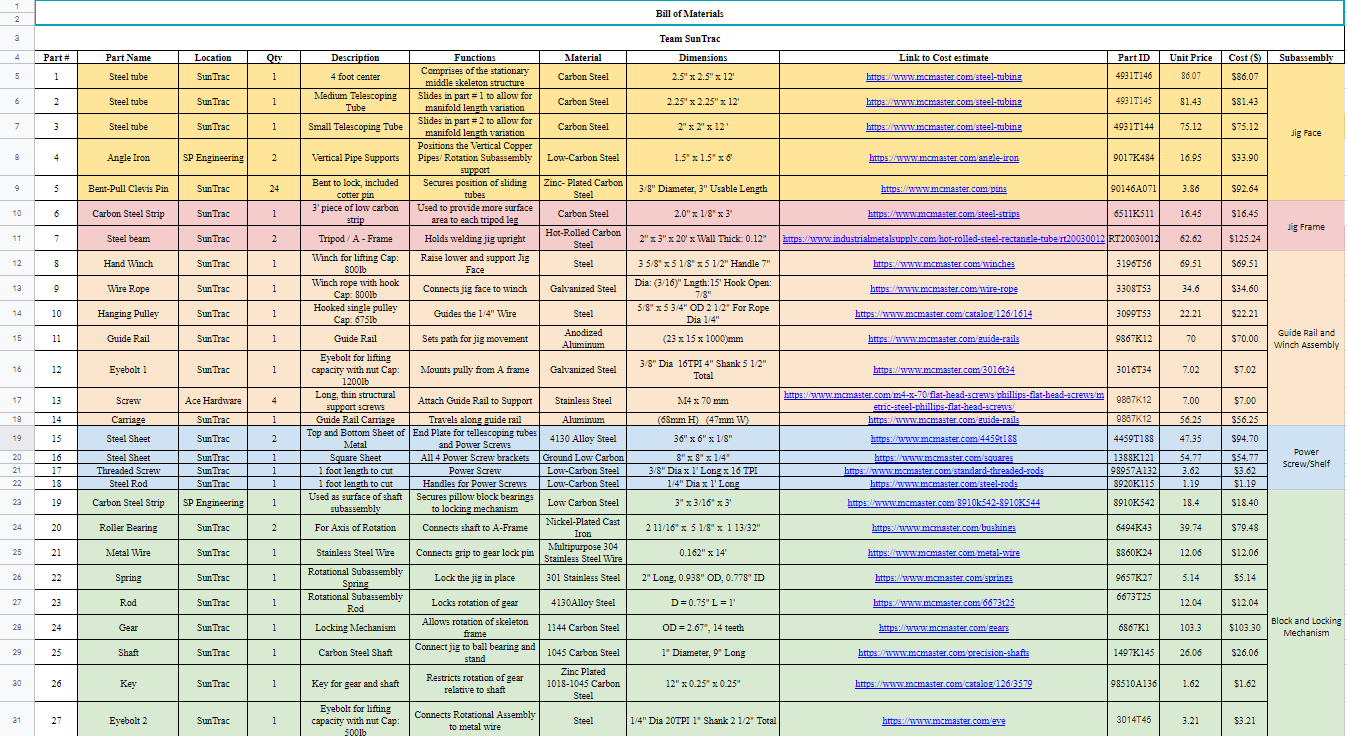 1
Bill of Materials
2
3 Team SunTrac
4 Part # Part Name Location Qty Description Functions Material Dimensions Link to Cost estimate Part ID Unit Price Cost ($) Subassembly
5 1 Steel tube SunTrac 1 4 foot center Comprises of the stationary middle skeleton structure Carbon Steel 2.5" x 2.5" x 12' https://www.mcmaster.com/steel-tubing 4931T146 86.07 $86.07
6 2 Steel tube SunTrac 1 Medium Telescoping Tube Slides in part # 1 to allow for manifold length variation Carbon Steel 2.25" x 2.25" x 12' https://www.mcmaster.com/steel-tubing 4931T145 81.43 $81.43
7 3 Steel tube SunTrac 1 Small Telescoping Tube Slides in part # 2 to allow for manifold length variation Carbon Steel 2" x 2" x 12' https://www.mcmaster.com/steel-tubing 4931T144 75.12 $75.12
Jig Face
8 4 Angle Iron SP Engineering 2 Vertical Pipe Supports Positions the Vertical Copper Pipes/ Rotation Subassembly support Low-Carbon Steel 1.5" x 1.5" x 6' https://www.mcmaster.com/angle-iron 9017K484 16.95 $33.90
9 5 Bent-Pull Clevis Pin SunTrac 24 Bent to lock, included cotter pin Secures position of sliding tubes Zinc- Plated Carbon Steel 3/8" Diameter, 3" Usable Length https://www.mcmaster.com/pins 90146A071 3.86 $92.64
10 6 Carbon Steel Strip SunTrac 1 3' piece of low carbon strip Used to provide more surface area to each tripod leg Carbon Steel 2.0" x 1/8" x 3' https://www.mcmaster.com/steel-strips 6511K511 16.45 $16.45
Jig Frame
11 7 Steel beam SunTrac 2 Tripod / A - Frame Holds welding jig upright Hot-Rolled Carbon Steel 2" x 3" x 20' x Wall Thick: 0.12" https://www.industrialmetalsupply.com/hot-rolled-steel-rectangle-tube/rt20030012 RT20030012 62.62 $125.24
12 8 Hand Winch SunTrac 1 Winch for lifting Cap: 800lb Raise lower and support Jig Face Steel 3 5/8" x 5 1/8" x 5 1/2" Handle 7" https://www.mcmaster.com/winches 3196T56 69.51 $69.51
13 9 Wire Rope SunTrac 1 Winch rope with hook Cap: 800lb Connects jig face to winch Galvanized Steel Dia: (3/16)" Lngth:15' Hook Open: 7/8" https://www.mcmaster.com/wire-rope 3308T53 34.6 $34.60
14 10 Hanging Pulley SunTrac 1 Hooked single pulley Cap: 675lb Guides the 1/4" Wire Steel 5/8" x 5 3/4" OD 2 1/2" For Rope Dia 1/4" https://www.mcmaster.com/catalog/126/1614 3099T53 22.21 $22.21
15 11 Guide Rail SunTrac 1 Guide Rail Sets path for jig movement Anodized Aluminum (23 x 15 x 1000)mm https://www.mcmaster.com/guide-rails 9867K12 70 $70.00
Guide Rail and Winch Assembly
16 12 Eyebolt 1 SunTrac 1 Eyebolt for lifting capacity with nut Cap: 1200lb Mounts pully from A frame Galvanized Steel 3/8" Dia 16TPI 4" Shank 5 1/2" Total https://www.mcmaster.com/3016t34 3016T34 7.02 $7.02
17 13 Screw Ace Hardware 4 Long, thin structural support screws Attach Guide Rail to Support Stainless Steel M4 x 70 mm https://www.mcmaster.com/m4-x-70/flat-head-screws/phillips-flat-head-screws/metric-steel-phillips-flat-head-screws/ 9867K12 7.00 $7.00
18 14 Carriage SunTrac 1 Guide Rail Carriage Travels along guide rail Aluminum (68mm H) (47mm W) https://www.mcmaster.com/guide-rails 9867K12 56.25 $56.25
19 15 Steel Sheet SunTrac 2 Top and Bottom Sheet of Metal End Plate for tellescoping tubes and Power Screws 4130 Alloy Steel 36" x 6" x 1/8" https://www.mcmaster.com/4459t188 4459T188 47.35 $94.70
20 16 Steel Sheet SunTrac 1 Square Sheet All 4 Power Screw brackets Ground Low Carbon 8" x 8" x 1/4" https://www.mcmaster.com/squares 1388K121 54.77 $54.77
Power Screw/Shelf
21 17 Threaded Screw SunTrac 1 1 foot length to cut Power Screw Low-Carbon Steel 3/8" Dia x 1' Long x 16 TPI https://www.mcmaster.com/standard-threaded-rods 98957A132 3.62 $3.62
22 18 Steel Rod SunTrac 1 1 foot length to cut Handles for Power Screws Low-Carbon Steel 1/4" Dia x 1' Long https://www.mcmaster.com/steel-rods 8920K115 1.19 $1.19
23 19 Carbon Steel Strip SP Engineering 1 Used as surface of shaft subassembly Secures pillow block bearings to locking mechanism Low Carbon Steel 3" x 3/16" x 3' https://www.mcmaster.com/8910k542-8910K544 8910K542 18.4 $18.40
24 20 Roller Bearing SunTrac 2 For Axis of Rotation Connects shaft to A-Frame Nickel-Plated Cast Iron 2 11/16" x 5 1/8" x 1 13/32" https://www.mcmaster.com/bushings 6494K43 39.74 $79.48
25 21 Metal Wire SunTrac 1 Stainless Steel Wire Connects grip to gear lock pin Multipurpose 304 Stainless Steel Wire 0.162" x 14' https://www.mcmaster.com/metal-wire 8860K24 12.06 $12.06
26 22 Spring SunTrac 1 Rotational Subassembly Spring Lock the jig in place 301 Stainless Steel 2" Long, 0.938" OD, 0.778" ID https://www.mcmaster.com/springs 9657K27 5.14 $5.14
27 23 Rod SunTrac 1 Rotational Subassembly Rod Locks rotation of gear 4130Alloy Steel D = 0.75" L = 1' https://www.mcmaster.com/6673t25 6673T25 12.04 $12.04
28 24 Gear SunTrac 1 Locking Mechanism Allows rotation of skeleton frame 1144 Carbon Steel OD = 2.67", 14 teeth https://www.mcmaster.com/gears 6867K1 103.3 $103.30
Block and Locking Mechanism
29 25 Shaft SunTrac 1 Carbon Steel Shaft Connect jig to ball bearing and stand 1045 Carbon Steel 1" Diameter, 9" Long https://www.mcmaster.com/precision-shafts 1497K145 26.06 $26.06
30 26 Key SunTrac 1 Key for gear and shaft Restricts rotation of gear relative to shaft Zinc Plated 1018-1045 Carbon Steel 12" x 0.25" x 0.25" https://www.mcmaster.com/catalog/126/3579 98510A136 1.62 $1.62
31 27 Eyebolt 2 SunTrac 1 Eyebolt for lifting capacity with nut Cap: 500lb Connects Rotational Assembly to metal wire Steel 1/4" Dia 20TPI 1" Shank 2 1/2" Total https://www.mcmaster.com/eye 3014T45 3.21 $3.21